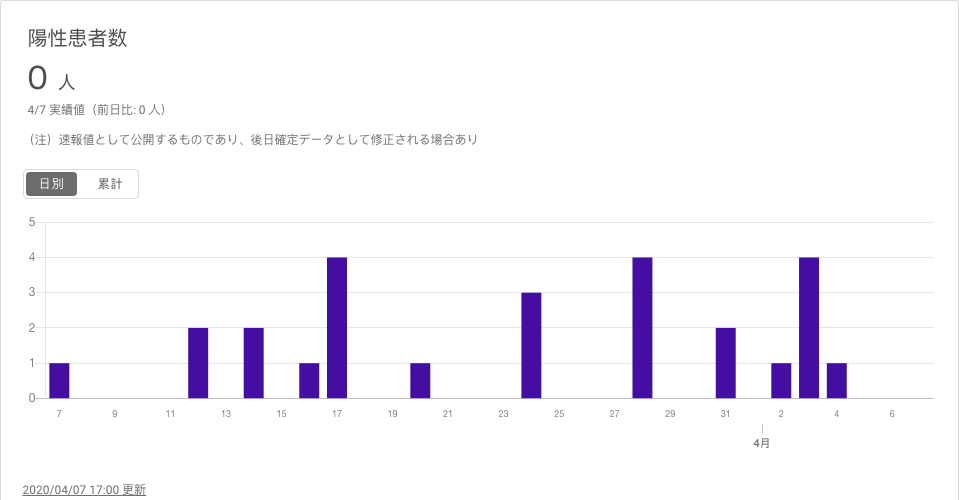 陽性患者数
0 人
4/7 実績値（前日比: 0 人）
（注）速報値として公開するものであり、後日確定データとして修正される場合あり
日別 累計
5
4
3
2
1
0
7 9 11 13 15 17 19 21 23 25 27 29 31 2 4 6
4月
2020/04/07 17:00 更新